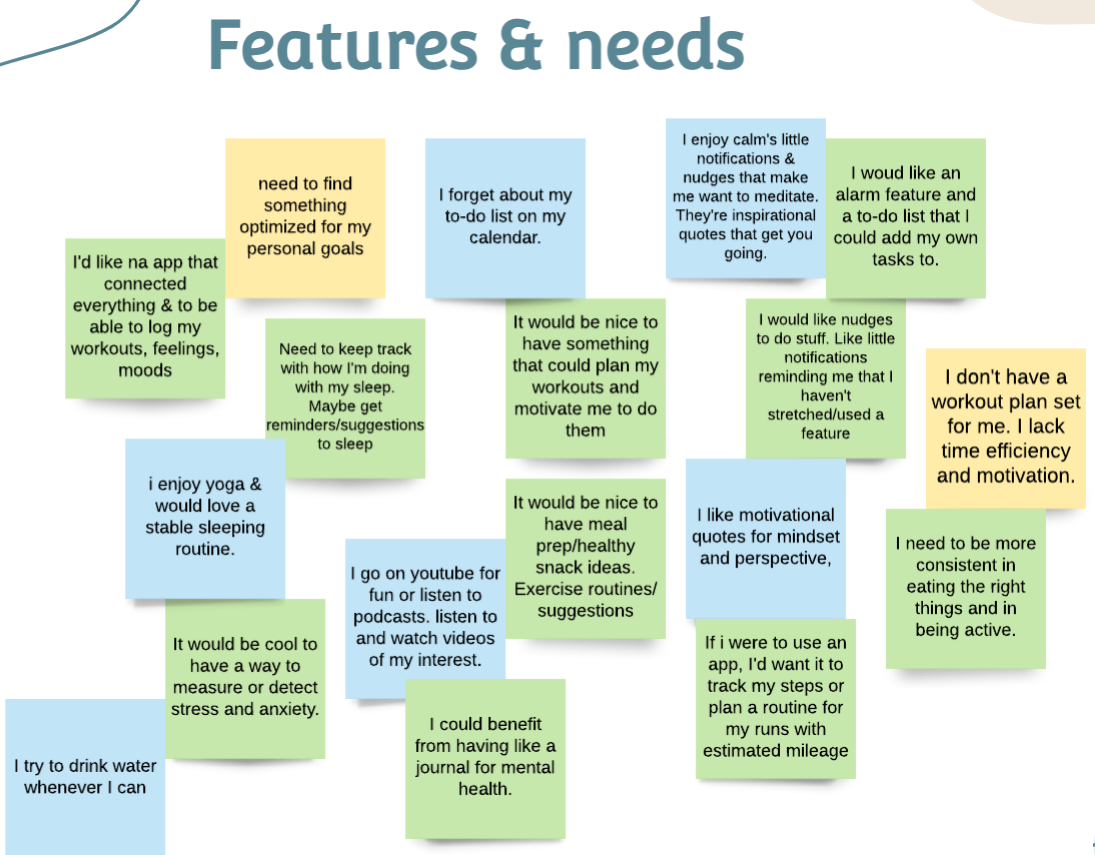 Features & needs
need to find
something
optimized for my
personal goals
I forget about my
to-do list on my
calendar.
I enjoy calm's little
notifications &
nudges that make
me want to meditate.
They're inspirational
quotes that get you
going.
I woud like an
alarm feature and
a to-do list that I
could add my own
tasks to.
I'd like na app that
connected
everything & to be
able to log my
workouts, feelings,
moods
Need to keep track
with how I'm doing
with my sleep.
Maybe get
reminders/suggestions
to sleep
It would be nice to
have something
that could plan my
workouts and
motivate me to do
them
I would like nudges
to do stuff. Like little
notifications
reminding me that I
haven't
stretched/used a
feature
I don't have a
workout plan set
for me. I lack
time efficiency
and motivation.
i enjoy yoga &
would love a
stable sleeping
routine.
I go on youtube for
fun or listen to
podcasts. listen to
and watch videos
of my interest.
It would be nice to
have meal
prep/healthy
snack ideas.
Exercise routines/
suggestions
I like motivational
quotes for mindset
and perspective,
I need to be more
consistent in
eating the right
things and in
being active.
It would be cool to
have a way to
measure or detect
stress and anxiety.
If i were to use an
app, I'd want it to
track my steps or
plan a routine for
my runs with
estimated mileage
I could benefit
from having like a
journal for mental
health.
I try to drink water
whenever I can